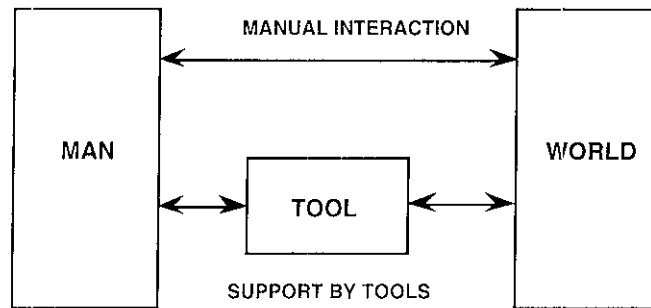 MANUAL INTERACTION
MAN
WORLD
TOOL
SUPPORT BY TOOLS